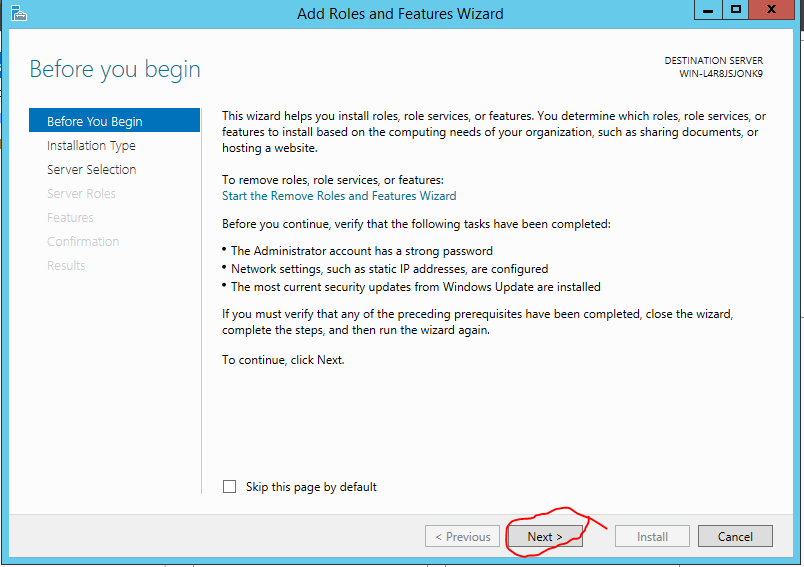 Add Roles and Features Wizard
Before you begin
DESTINATION SERVER
WIN-L4R8JSJONK9
Before You Begin
Installation Type
Server Selection
Server Roles
Features
Confirmation
Results
This wizard helps you install roles, role services, or features. You determine which roles, role services, or
features to install based on the computing needs of your organization, such as sharing documents, or
hosting a website.
To remove roles, role services, or features:
Start the Remove Roles and Features Wizard
Before you continue, verify that the following tasks have been completed:
• The Administrator account has a strong password
• Network settings, such as static IP addresses, are configured
• The most current security updates from Windows Update are installed
If you must verify that any of the preceding prerequisites have been completed, close the wizard,
complete the steps, and then run the wizard again.
To continue, click Next.
Skip this page by default
< Previous
Next >
Install
Cancel